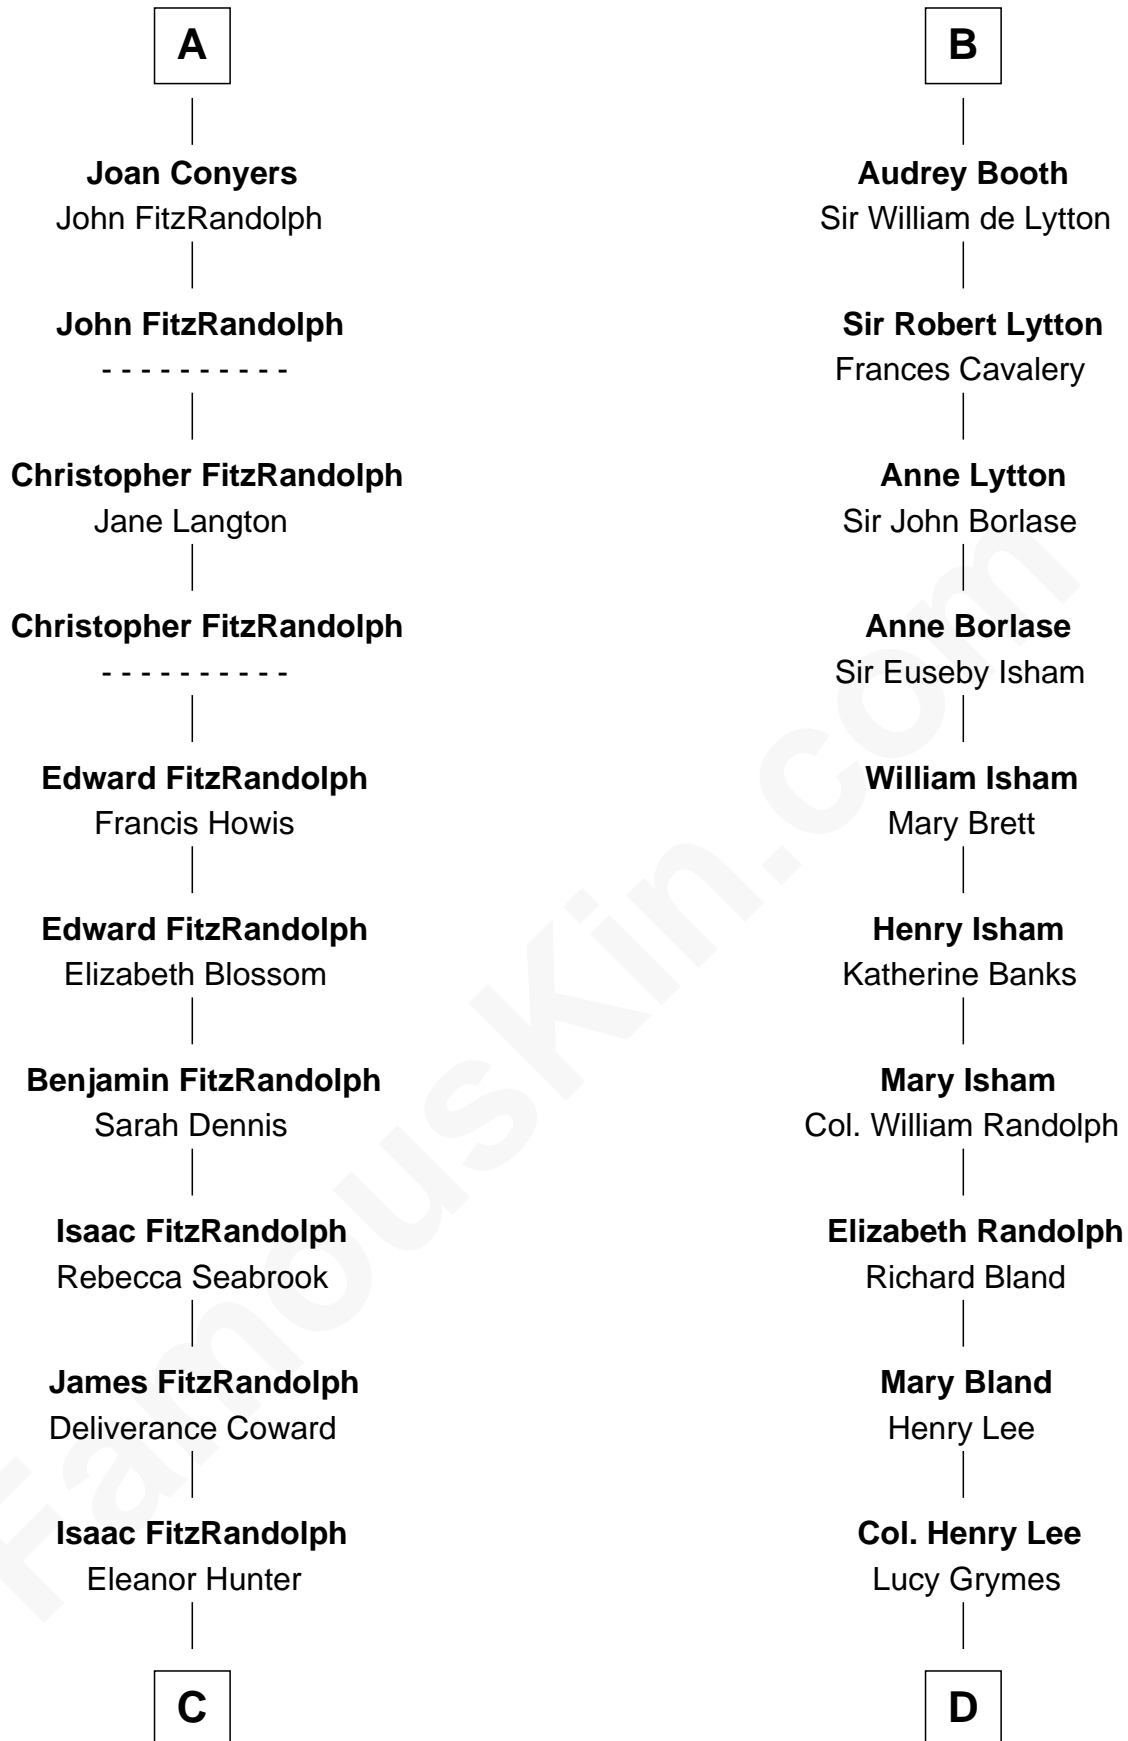 A
Joan Conyers
John FitzRandolph
John FitzRandolph
- - - - - - - - - -
Christopher FitzRandolph
Jane Langton
Christopher FitzRandolph
- - - - - - - - - -
Edward FitzRandolph
Francis Howis
Edward FitzRandolph
Elizabeth Blossom
Benjamin FitzRandolph
Sarah Dennis
Isaac FitzRandolph
Rebecca Seabrook
James FitzRandolph
Deliverance Coward
Isaac FitzRandolph
Eleanor Hunter
C
B
Audrey Booth
Sir William de Lytton
Sir Robert Lytton
Frances Cavalery
Anne Lytton
Sir John Borlase
Anne Borlase
Sir Euseby Isham
William Isham
Mary Brett
Henry Isham
Katherine Banks
Mary Isham
Col. William Randolph
Elizabeth Randolph
Richard Bland
Mary Bland
Henry Lee
Col. Henry Lee
Lucy Grymes
D
FamousKin.com